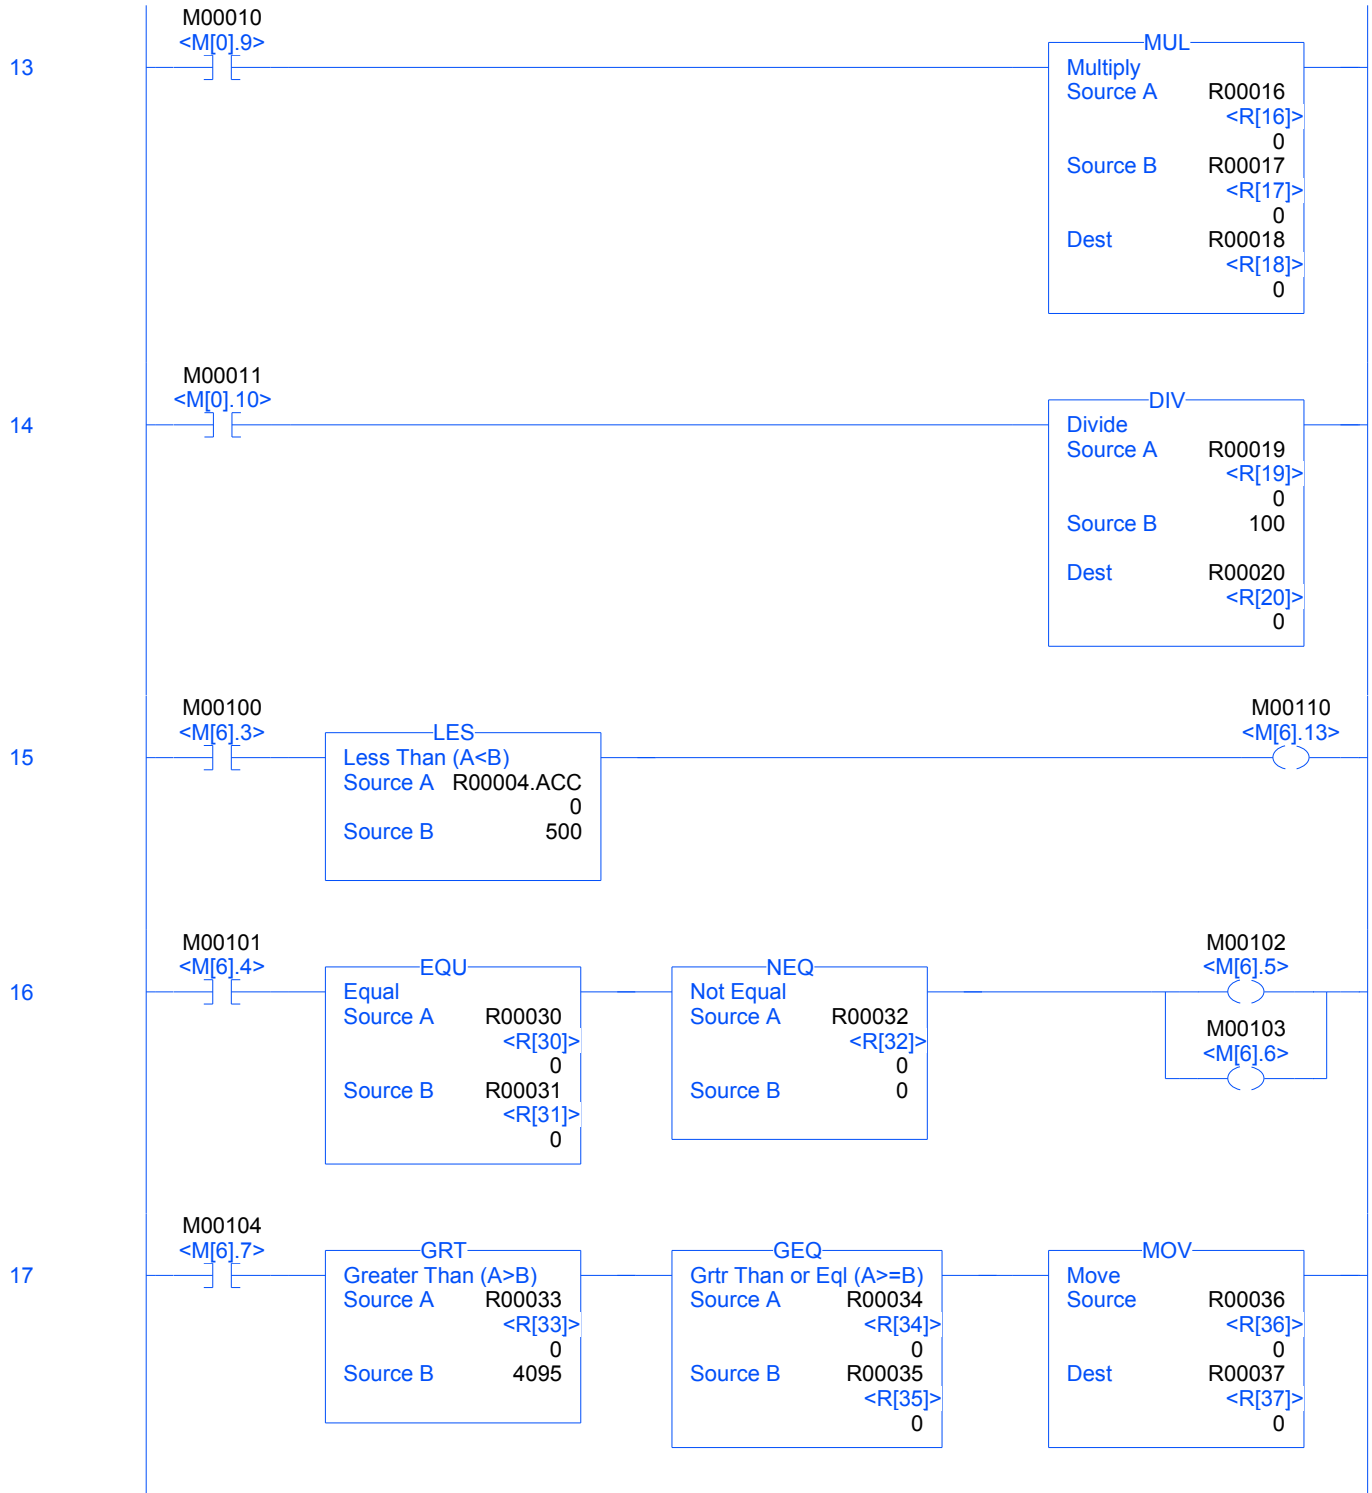 13
M00010
<M[0].9>
MUL
Multiply
Source A R00016
<R[16]>
0
Source B R00017
<R[17]>
0
Dest R00018
<R[18]>
0
14
M00011
<M[0].10>
DIV
Divide
Source A R00019
<R[19]>
0
Source B 100
Dest R00020
<R[20]>
0
15
M00100
<M[6].3>
LES
Less Than (A<B)
Source A R00004.ACC
0
Source B 500
M00110
<M[6].13>
16
M00101
<M[6].4>
EQU
Equal
Source A R00030
<R[30]>
0
Source B R00031
<R[31]>
0
NEQ
Not Equal
Source A R00032
<R[32]>
0
Source B 0
M00102
<M[6].5>
M00103
<M[6].6>
17
M00104
<M[6].7>
GRT
Greater Than (A>B)
Source A R00033
<R[33]>
0
Source B 4095
GEQ
Grtr Than or Eql (A>=B)
Source A R00034
<R[34]>
0
Source B R00035
<R[35]>
0
MOV
Move
Source R00036
<R[36]>
0
Dest R00037
<R[37]>
0